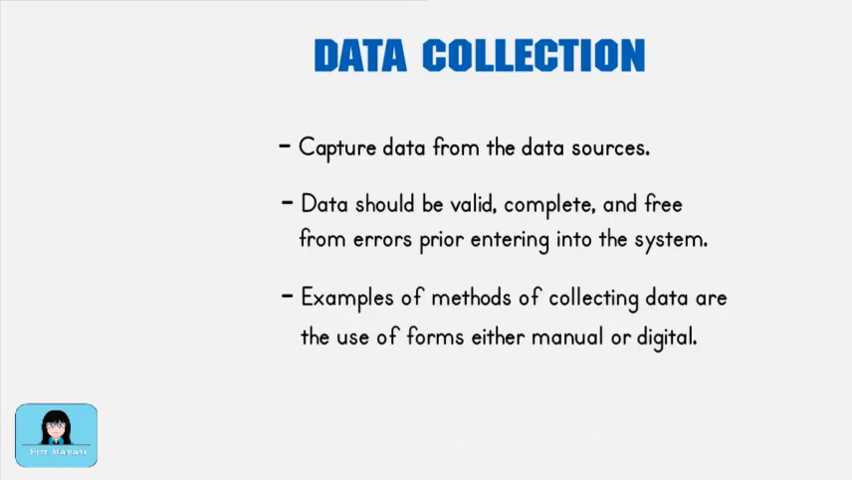 DATA COLLECTION
- Capture data from the data sources.
- Data should be valid, complete, and free
from errors prior entering into the system.
- Examples of methods of collecting data are
the use of forms either manual or digital.